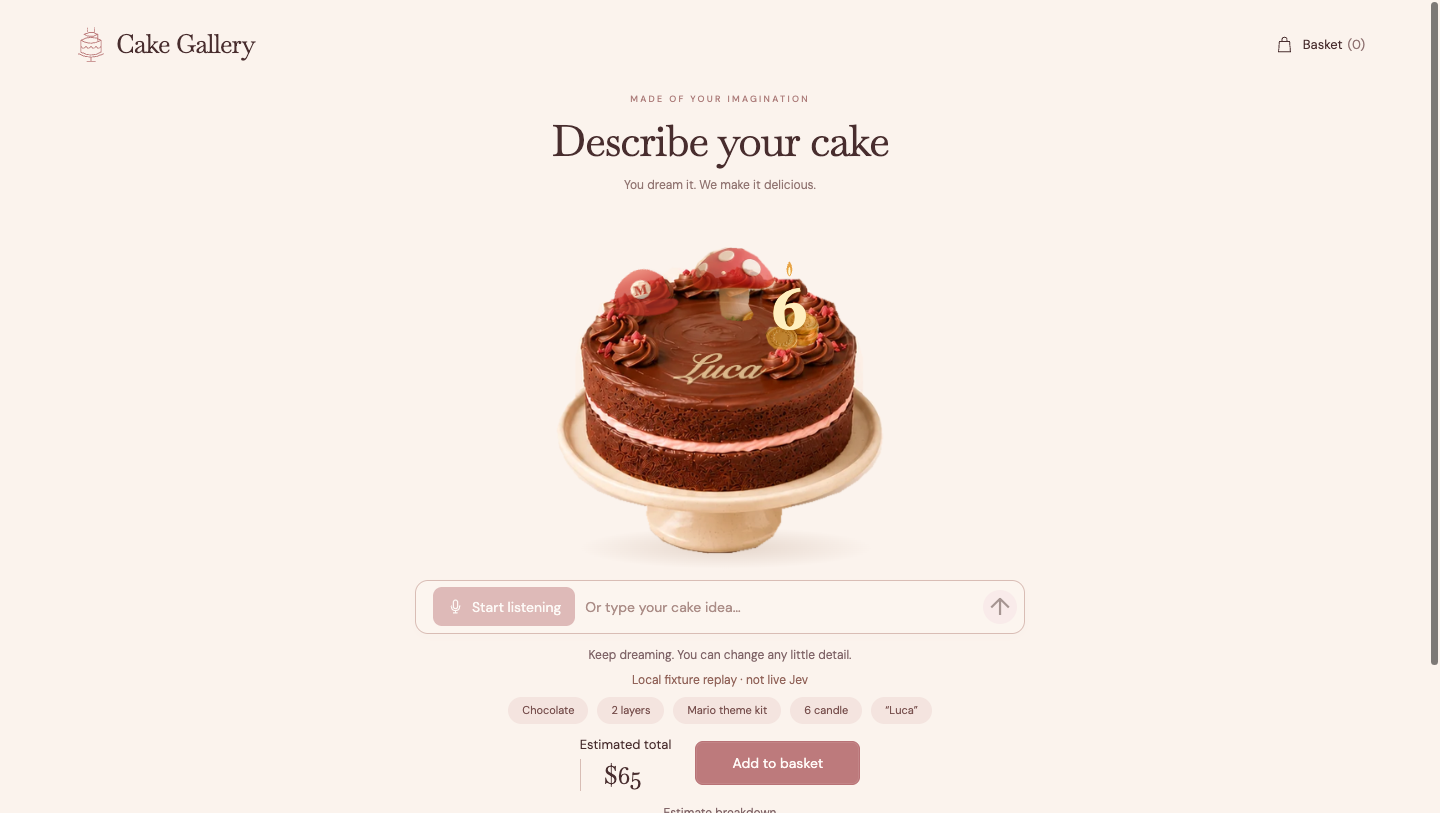 Cake Gallery
Basket (0)
MADE OF YOUR IMAGINATION
Describe your cake
You dream it. We make it delicious.
M
6
Luca
Start listening
Or type your cake idea...
Keep dreaming. You can change any little detail.
Local fixture replay · not live Jev
Chocolate
2 layers
Mario theme kit
6 candle
“Luca”
Estimated total
$65
Add to basket
Estimate breakdown